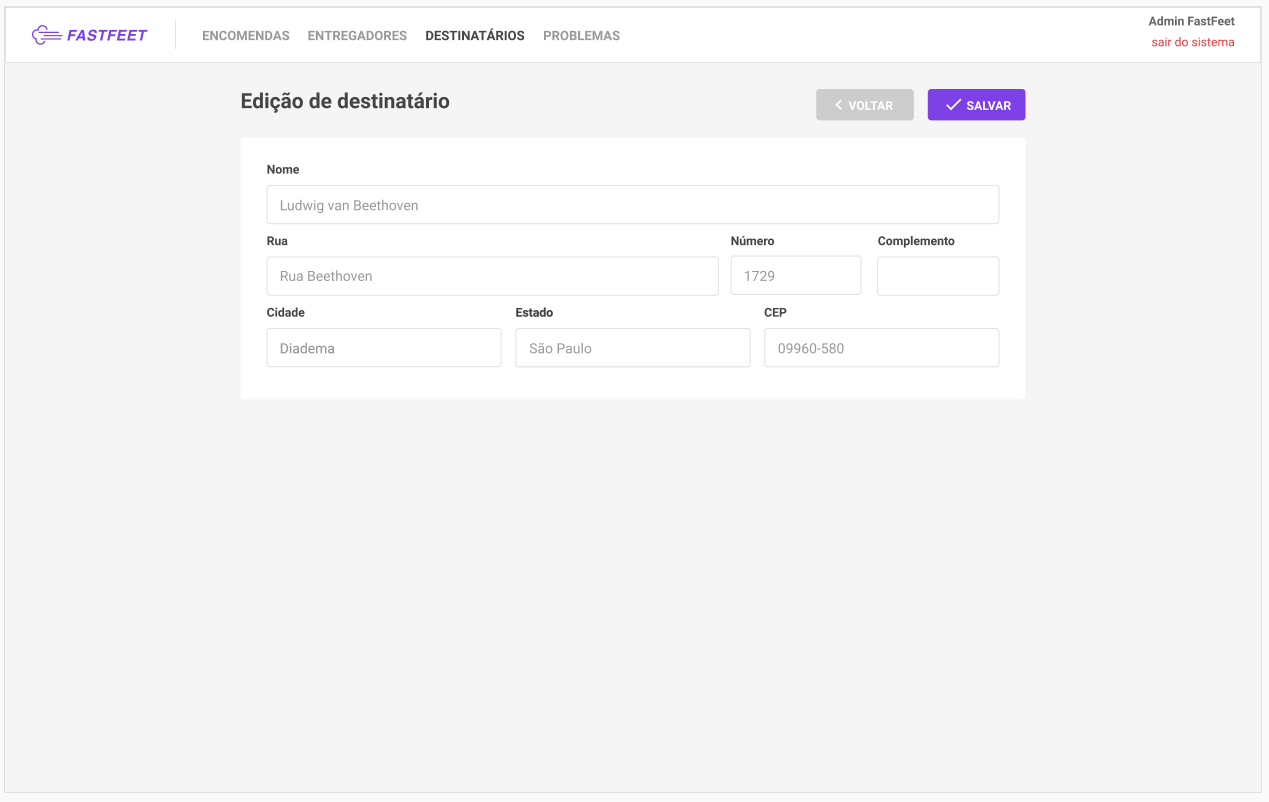 FASTFEET ENCOMENDAS ENTREGADORES DESTINATÁRIOS PROBLEMAS
Admin FastFeet
sair do sistema
Edição de destinatário
VOLTAR SALVAR
Nome
Ludwig van Beethoven
Rua Número Complemento
Rua Beethoven 1729
Cidade Estado CEP
Diadema São Paulo 09960-580